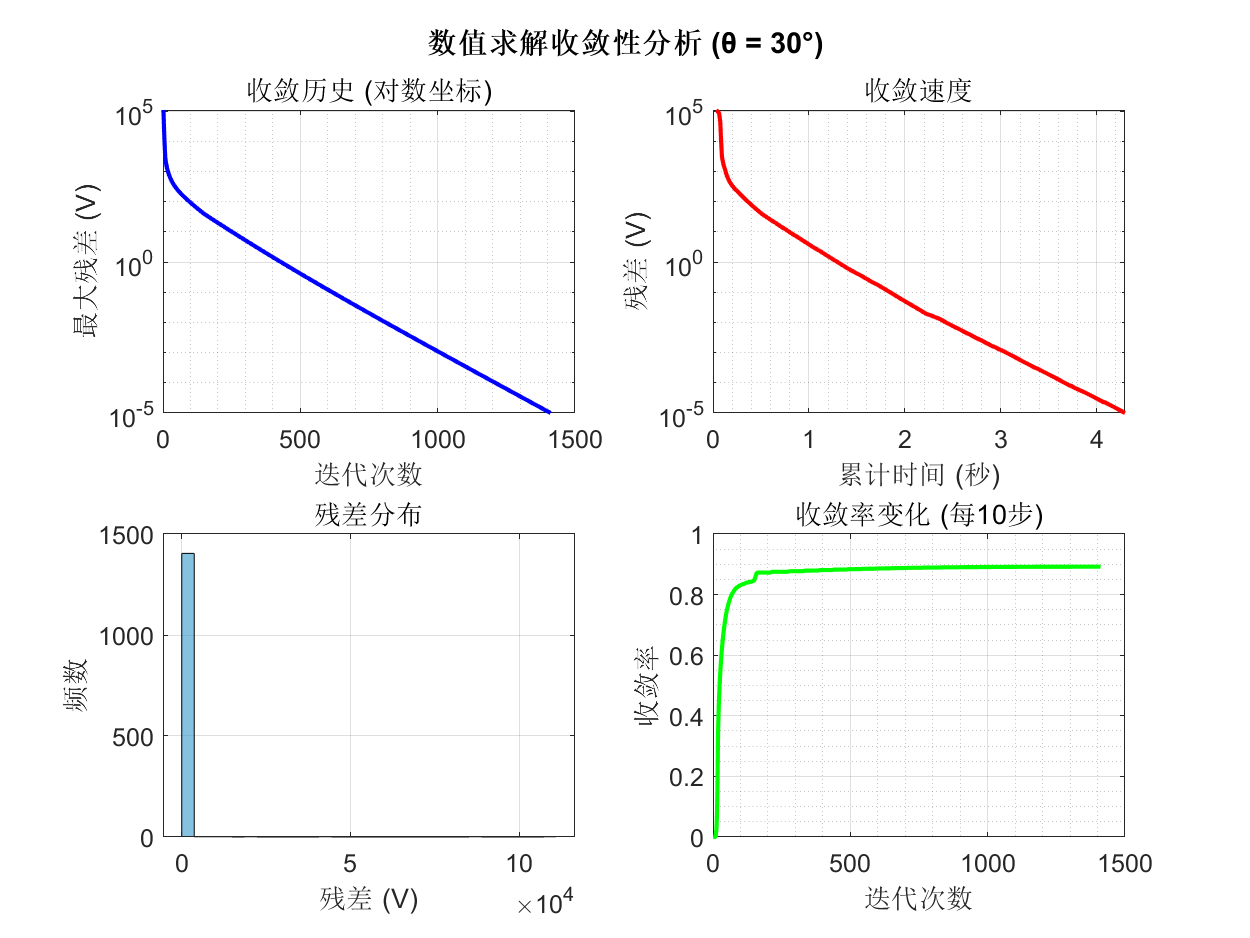 数值求解收敛性分析 (θ = 30°)
收敛历史 (对数坐标)
10^5
10^0
10^-5
最大残差 (V)
0 500 1000 1500
迭代次数
收敛速度
10^5
10^0
10^-5
残差 (V)
0 1 2 3 4
累计时间 (秒)
残差分布
1500
1000
500
0
频数
0 5 10
×10^4
残差 (V)
收敛率变化 (每10步)
1
0.8
0.6
0.4
0.2
0
收敛率
0 500 1000 1500
迭代次数